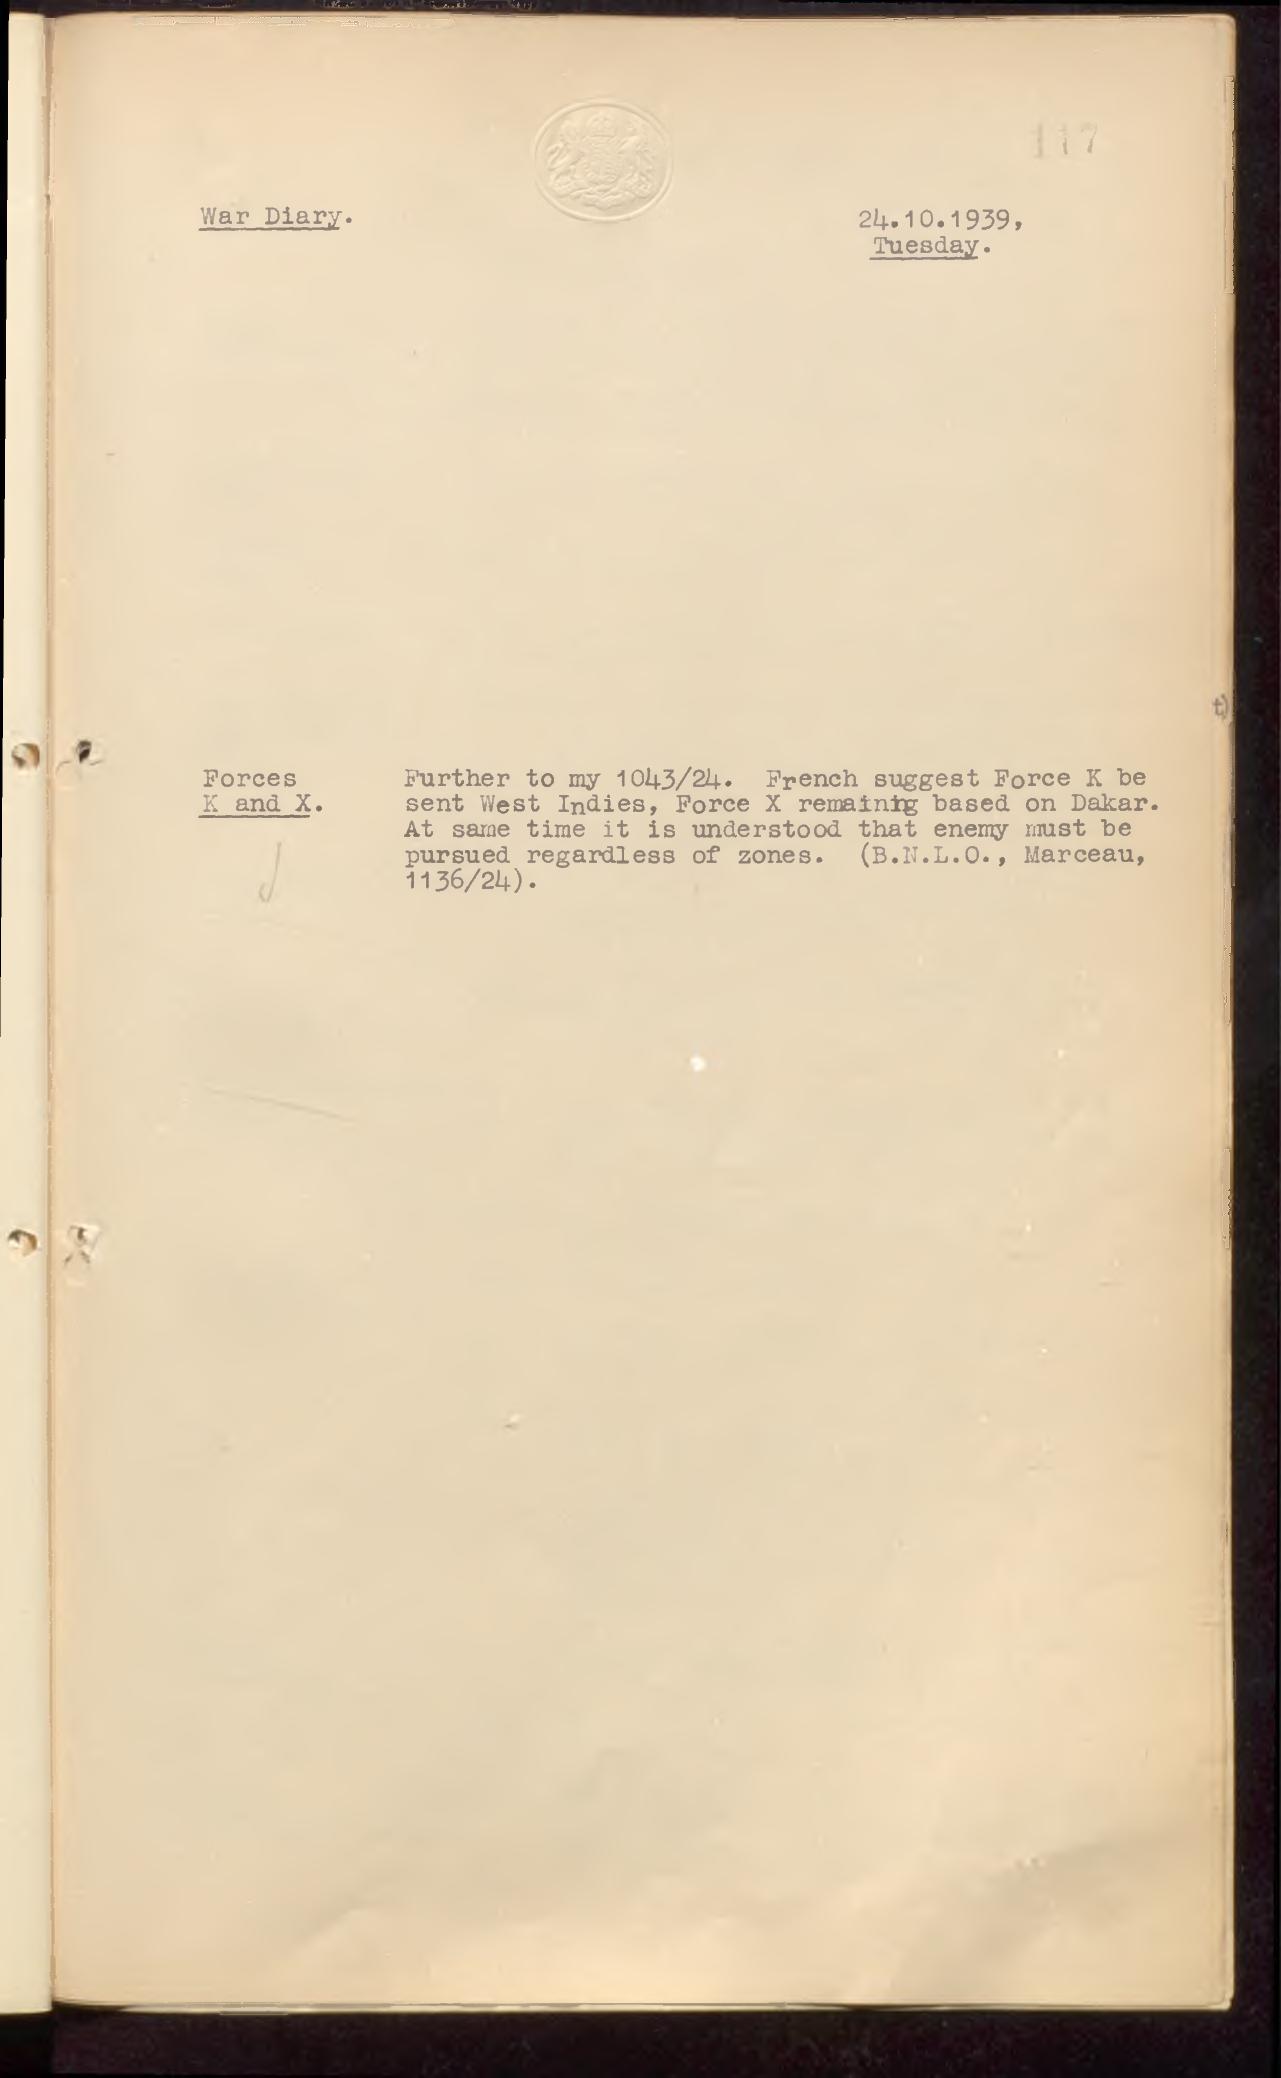 117
War Diary.
24.10.1939,
Tuesday.
t)
Forces
K and X.
Further to my 1043/24. French suggest Force K be
sent West Indies, Force X remainig based on Dakar.
At same time it is understood that enemy must be
pursued regardless of zones. (B.N.L.O., Marceau,
1136/24).